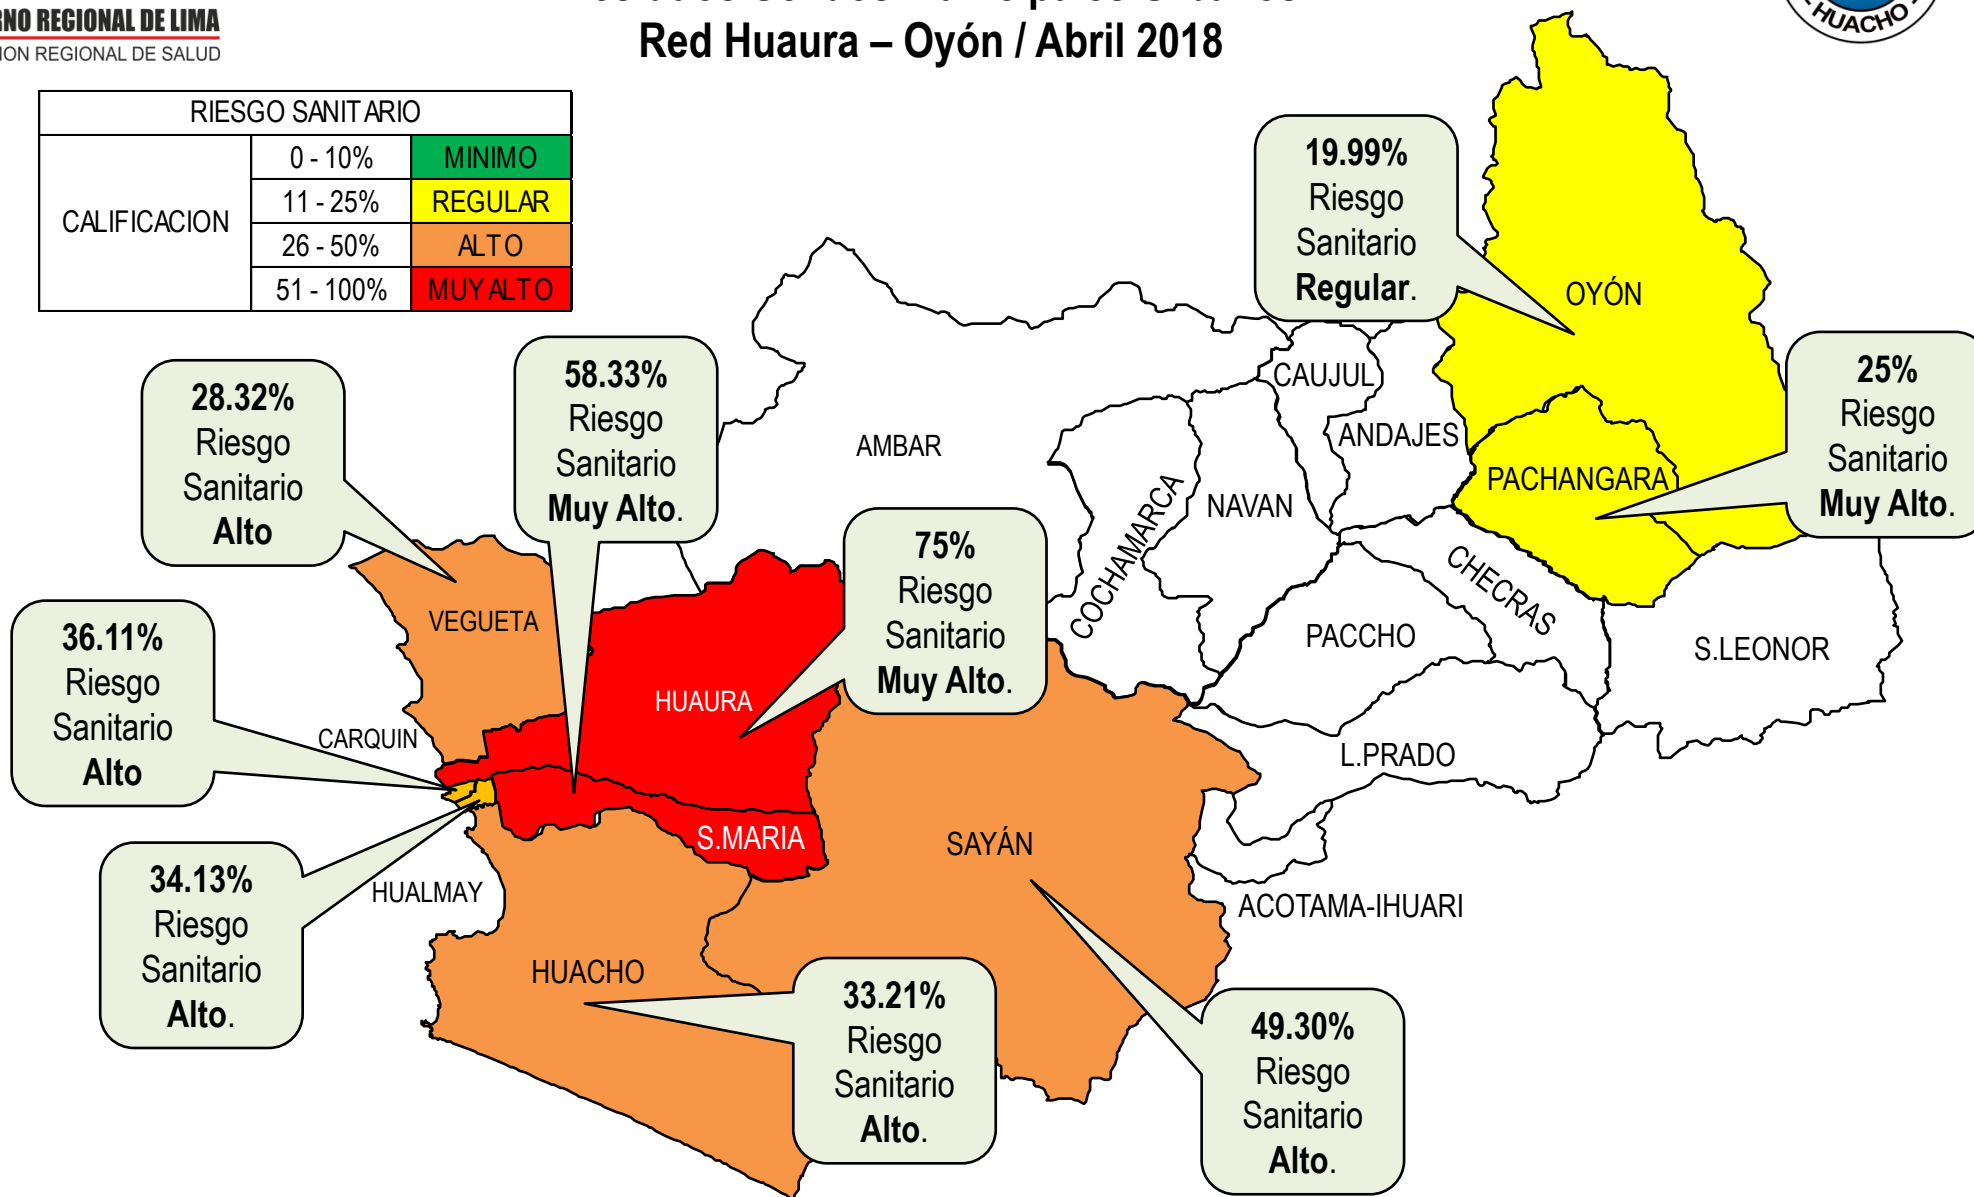 REGIONAL DE LIMA
REGIONAL DE SALUD
Red Huaura – Oyón / Abril 2018
HUACHO
RIESGO SANITARIO
CALIFICACION
0 - 10% MINIMO
11 - 25% REGULAR
26 - 50% ALTO
51 - 100% MUY ALTO
19.99%
Riesgo
Sanitario
Regular.
OYÓN
25%
Riesgo
Sanitario
Muy Alto.
58.33%
Riesgo
Sanitario
Muy Alto.
28.32%
Riesgo
Sanitario
Alto
CAUJUL
ANDAJES
AMBAR
PACHANGARA
COCHAMARCA
NAVAN
75%
Riesgo
Sanitario
Muy Alto.
CHECRAS
VEGUETA
PACCHO
S.LEONOR
36.11%
Riesgo
Sanitario
Alto
HUAURA
CARQUIN
L.PRADO
S.MARIA
SAYÁN
34.13%
Riesgo
Sanitario
Alto.
HUALMAY
ACOTAMA-IHUARI
HUACHO
33.21%
Riesgo
Sanitario
Alto.
49.30%
Riesgo
Sanitario
Alto.